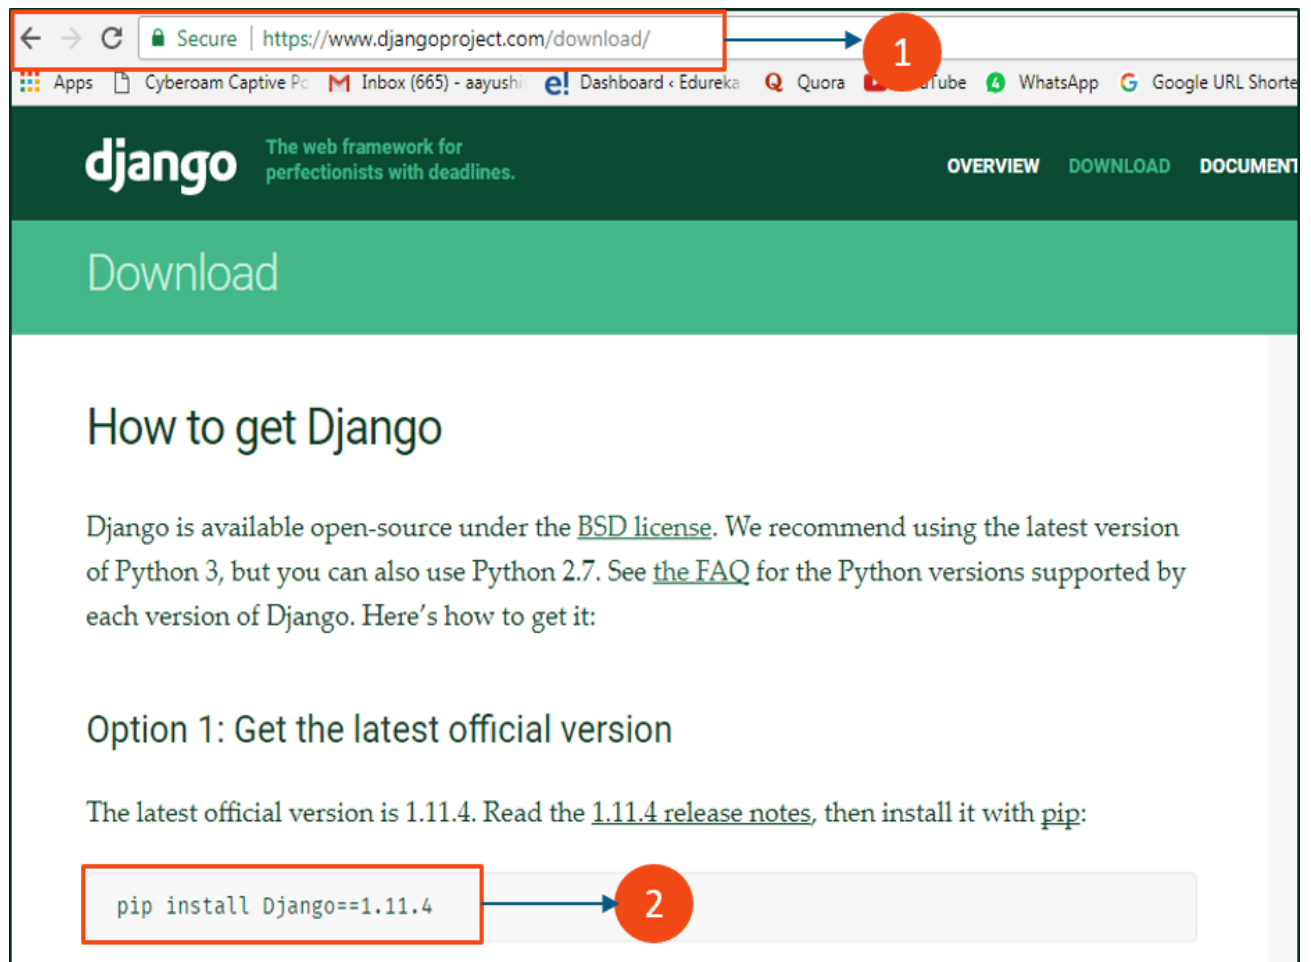 Secure https://www.djangoproject.com/download/
1
Apps Cyberoam Captive Inbox (665) - aayushi Dashboard ‹ Edureka Quora WhatsApp Google URL Shorte
django
The web framework for
perfectionists with deadlines.
OVERVIEW DOWNLOAD DOCUMENT
Download
How to get Django
Django is available open-source under the BSD license. We recommend using the latest version
of Python 3, but you can also use Python 2.7. See the FAQ for the Python versions supported by
each version of Django. Here's how to get it:
Option 1: Get the latest official version
The latest official version is 1.11.4. Read the 1.11.4 release notes, then install it with pip:
pip install Django==1.11.4
2